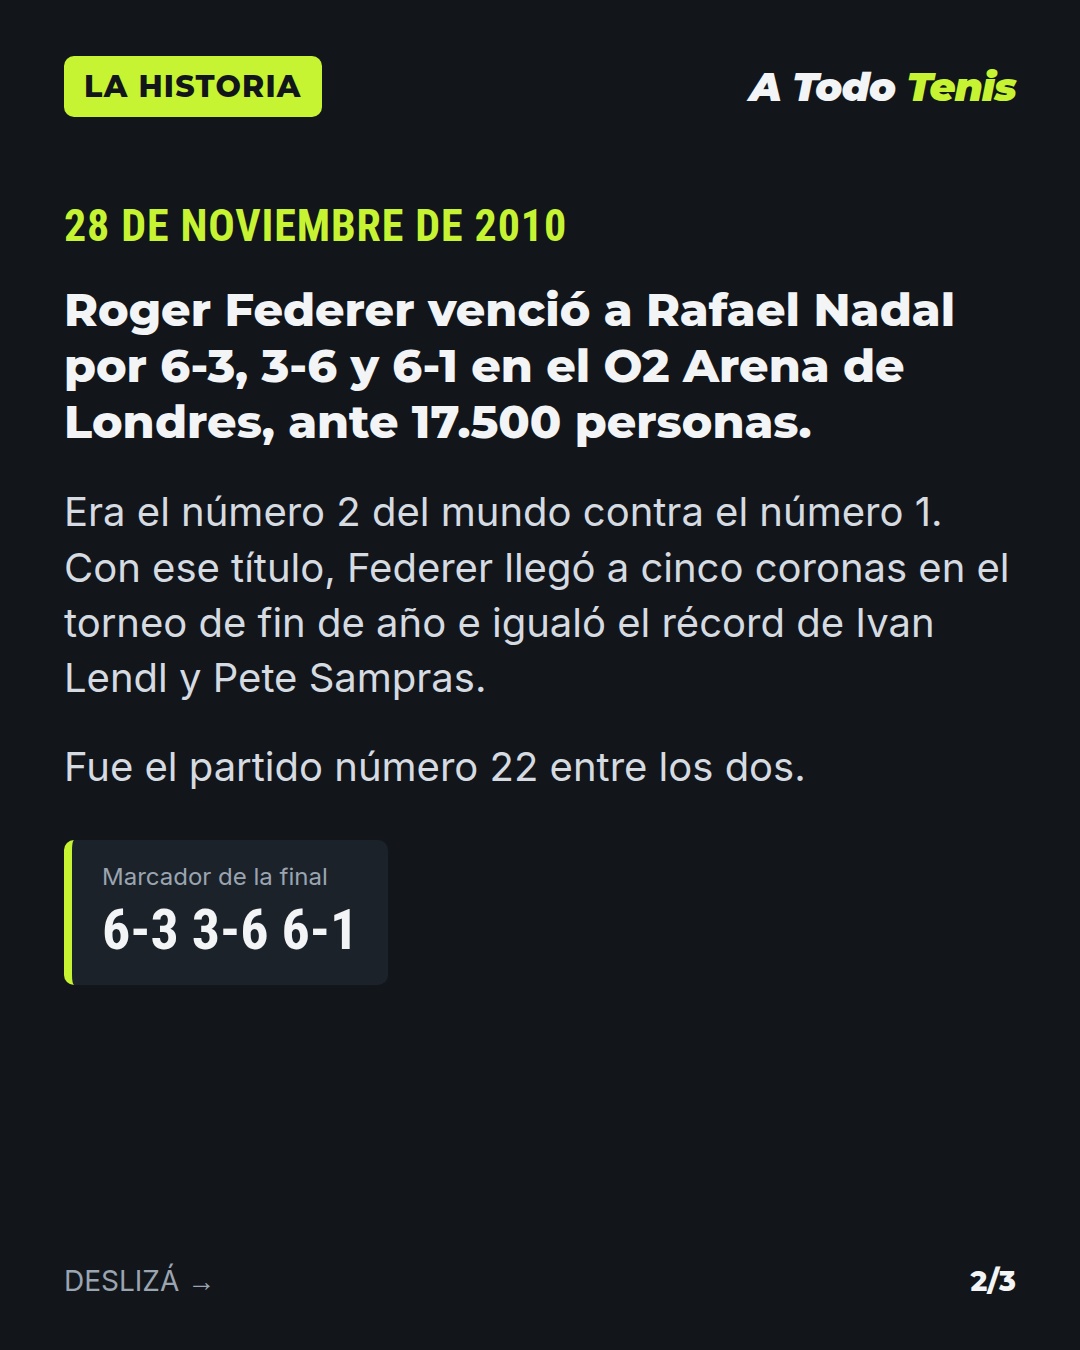 LA HISTORIA
A Todo Tenis
28 DE NOVIEMBRE DE 2010
Roger Federer venció a Rafael Nadal
por 6-3, 3-6 y 6-1 en el O2 Arena de
Londres, ante 17.500 personas.
Era el número 2 del mundo contra el número 1.
Con ese título, Federer llegó a cinco coronas en el
torneo de fin de año e igualó el récord de Ivan
Lendl y Pete Sampras.
Fue el partido número 22 entre los dos.
Marcador de la final
6-3 3-6 6-1
DESLIZÁ →
2/3